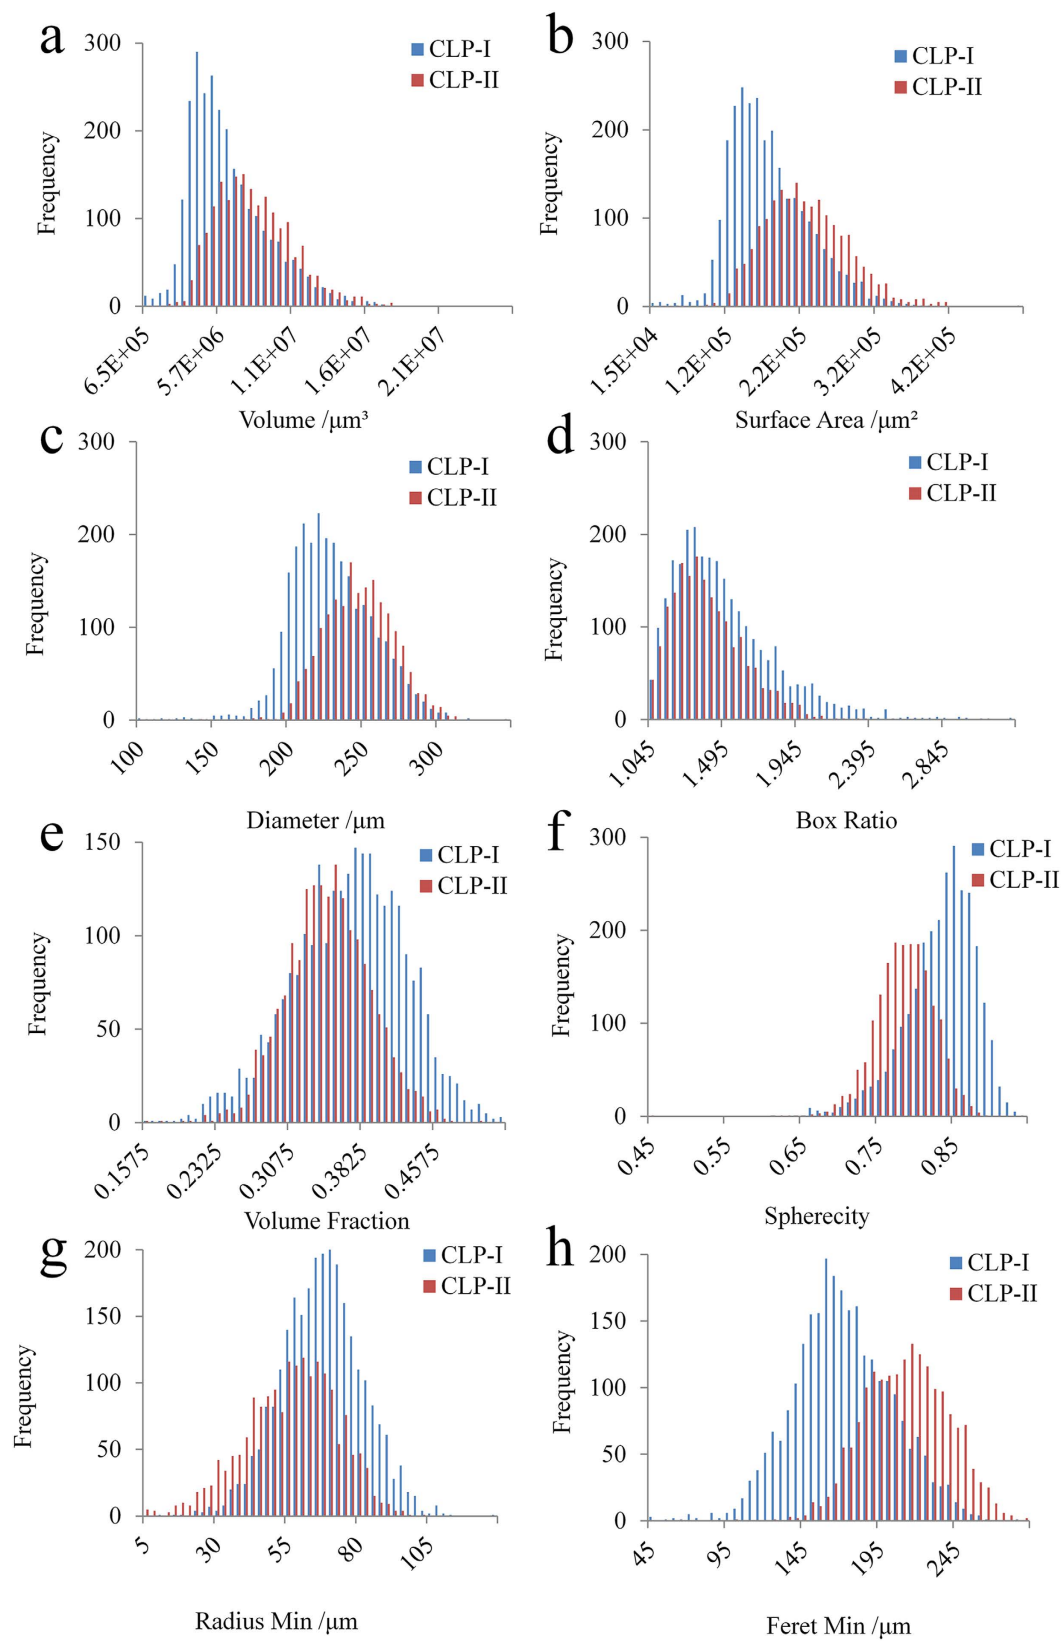 a
300
200
100
0
Frequency
CLP-I
CLP-II
6.5E+05
5.7E+06
1.1E+07
1.6E+07
2.1E+07
Volume /μm³
b
300
200
100
0
Frequency
CLP-I
CLP-II
1.5E+04
1.2E+05
2.2E+05
3.2E+05
4.2E+05
Surface Area /μm²
c
300
200
100
0
Frequency
CLP-I
CLP-II
100
150
200
250
300
Diameter /μm
d
300
200
100
0
Frequency
CLP-I
CLP-II
1.045
1.495
1.945
2.395
2.845
Box Ratio
e
150
100
50
0
Frequency
CLP-I
CLP-II
0.1575
0.2325
0.3075
0.3825
0.4575
Volume Fraction
f
300
200
100
0
Frequency
CLP-I
CLP-II
0.45
0.55
0.65
0.75
0.85
Spherecity
g
200
150
100
50
0
Frequency
CLP-I
CLP-II
5
30
55
80
105
Radius Min /μm
h
200
150
100
50
0
Frequency
CLP-I
CLP-II
45
95
145
195
245
Feret Min /μm